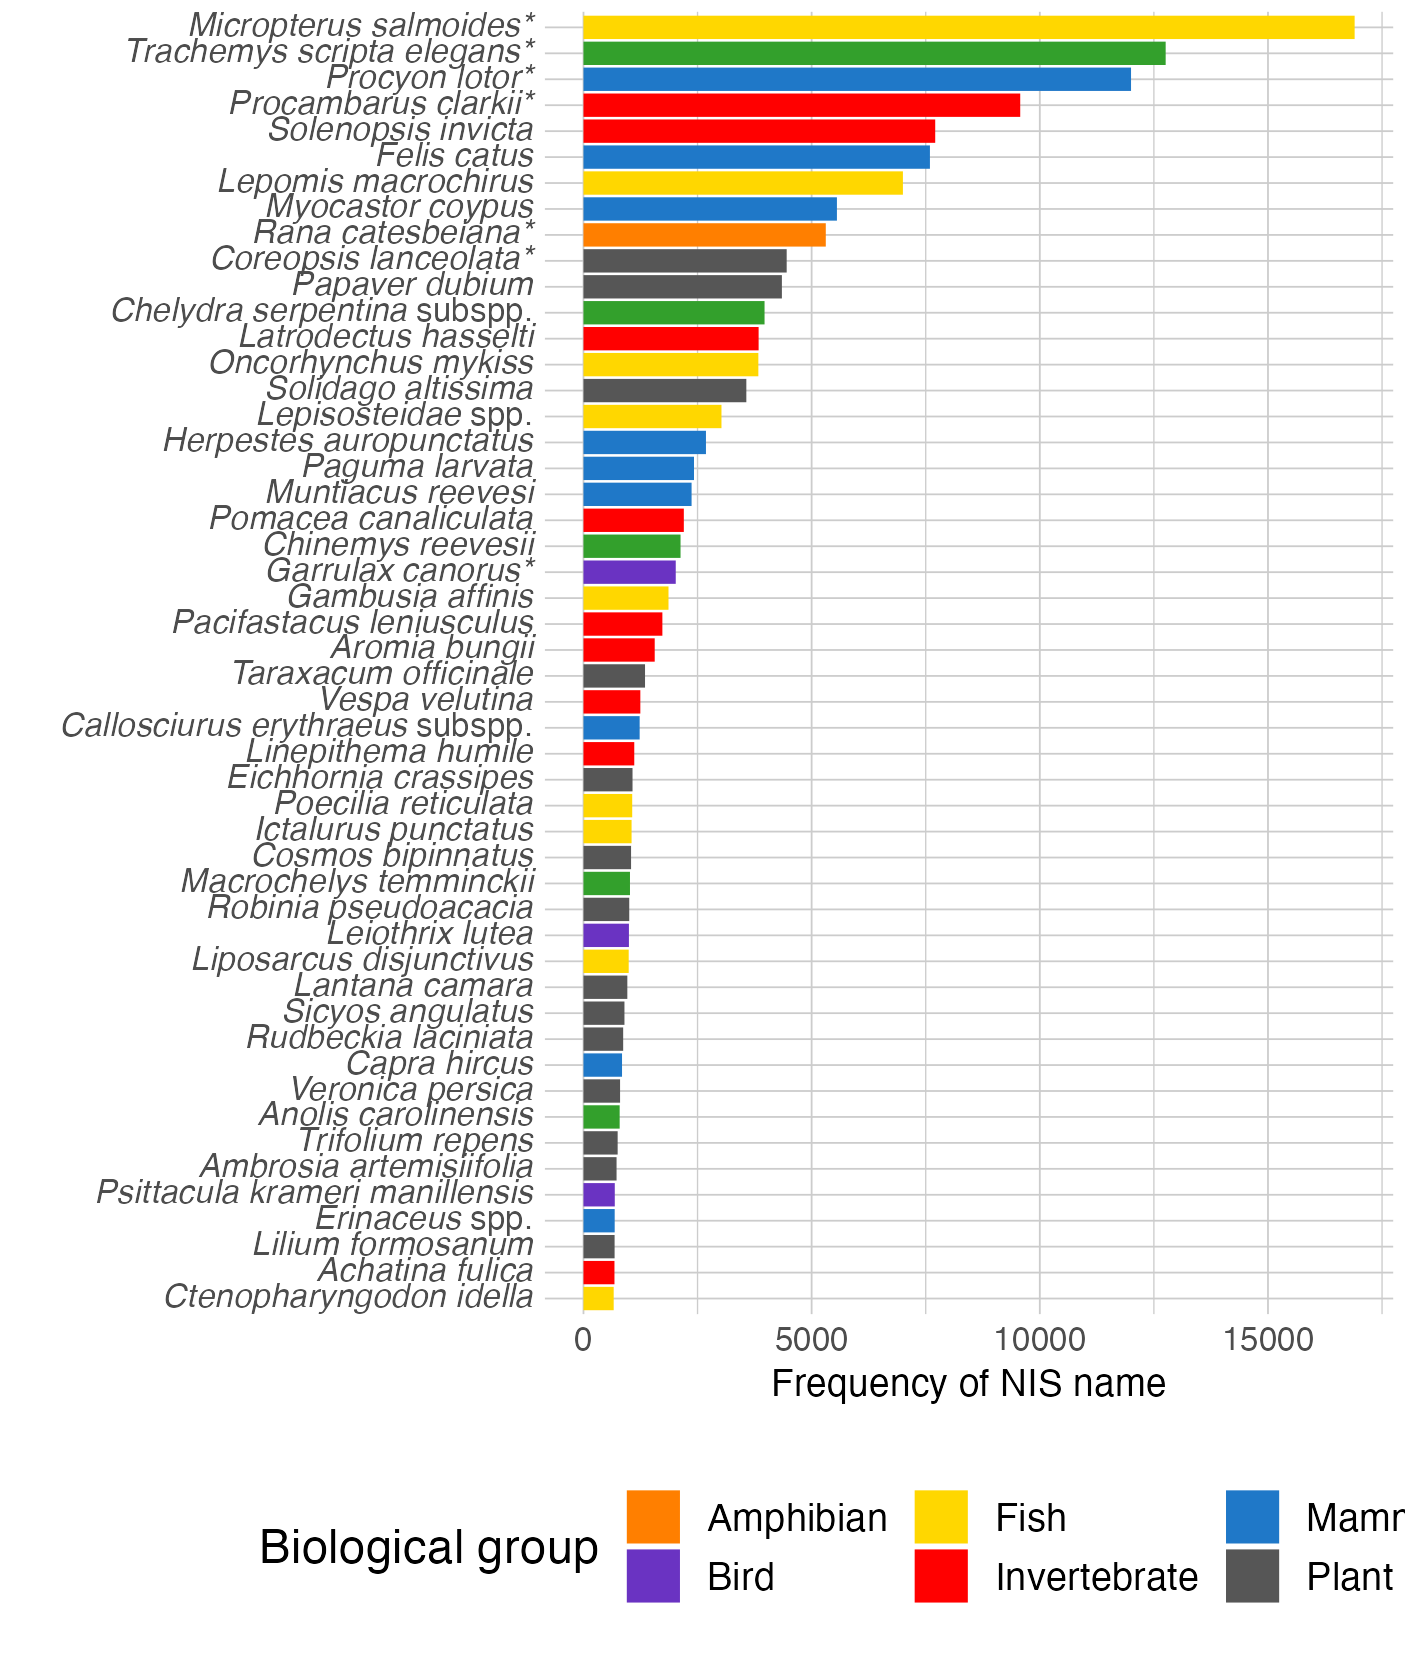 Micropterus salmoides*
Trachemys scripta elegans*
Procyon lotor*
Procambarus clarkii*
Solenopsis invicta
Felis catus
Lepomis macrochirus
Myocastor coypus
Rana catesbeiana*
Coreopsis lanceolata*
Papaver dubium
Chelydra serpentina subspp.
Latrodectus hasselti
Oncorhynchus mykiss
Solidago altissima
Lepisosteidae spp.
Herpestes auropunctatus
Paguma larvata
Muntiacus reevesi
Pomacea canaliculata
Chinemys reevesii
Garrulax canorus*
Gambusia affinis
Pacifastacus leniusculus
Aromia bungii
Taraxacum officinale
Vespa velutina
Callosciurus erythraeus subspp.
Linepithema humile
Eichhornia crassipes
Poecilia reticulata
Ictalurus punctatus
Cosmos bipinnatus
Macrochelys temminckii
Robinia pseudoacacia
Leiothrix lutea
Liposarcus disjunctivus
Lantana camara
Sicyos angulatus
Rudbeckia laciniata
Capra hircus
Veronica persica
Anolis carolinensis
Trifolium repens
Ambrosia artemisiifolia
Psittacula krameri manillensis
Erinaceus spp.
Lilium formosanum
Achatina fulica
Ctenopharyngodon idella
0 5000 10000 15000
Frequency of NIS name
Biological group
Amphibian Fish
Bird Invertebrate Plant